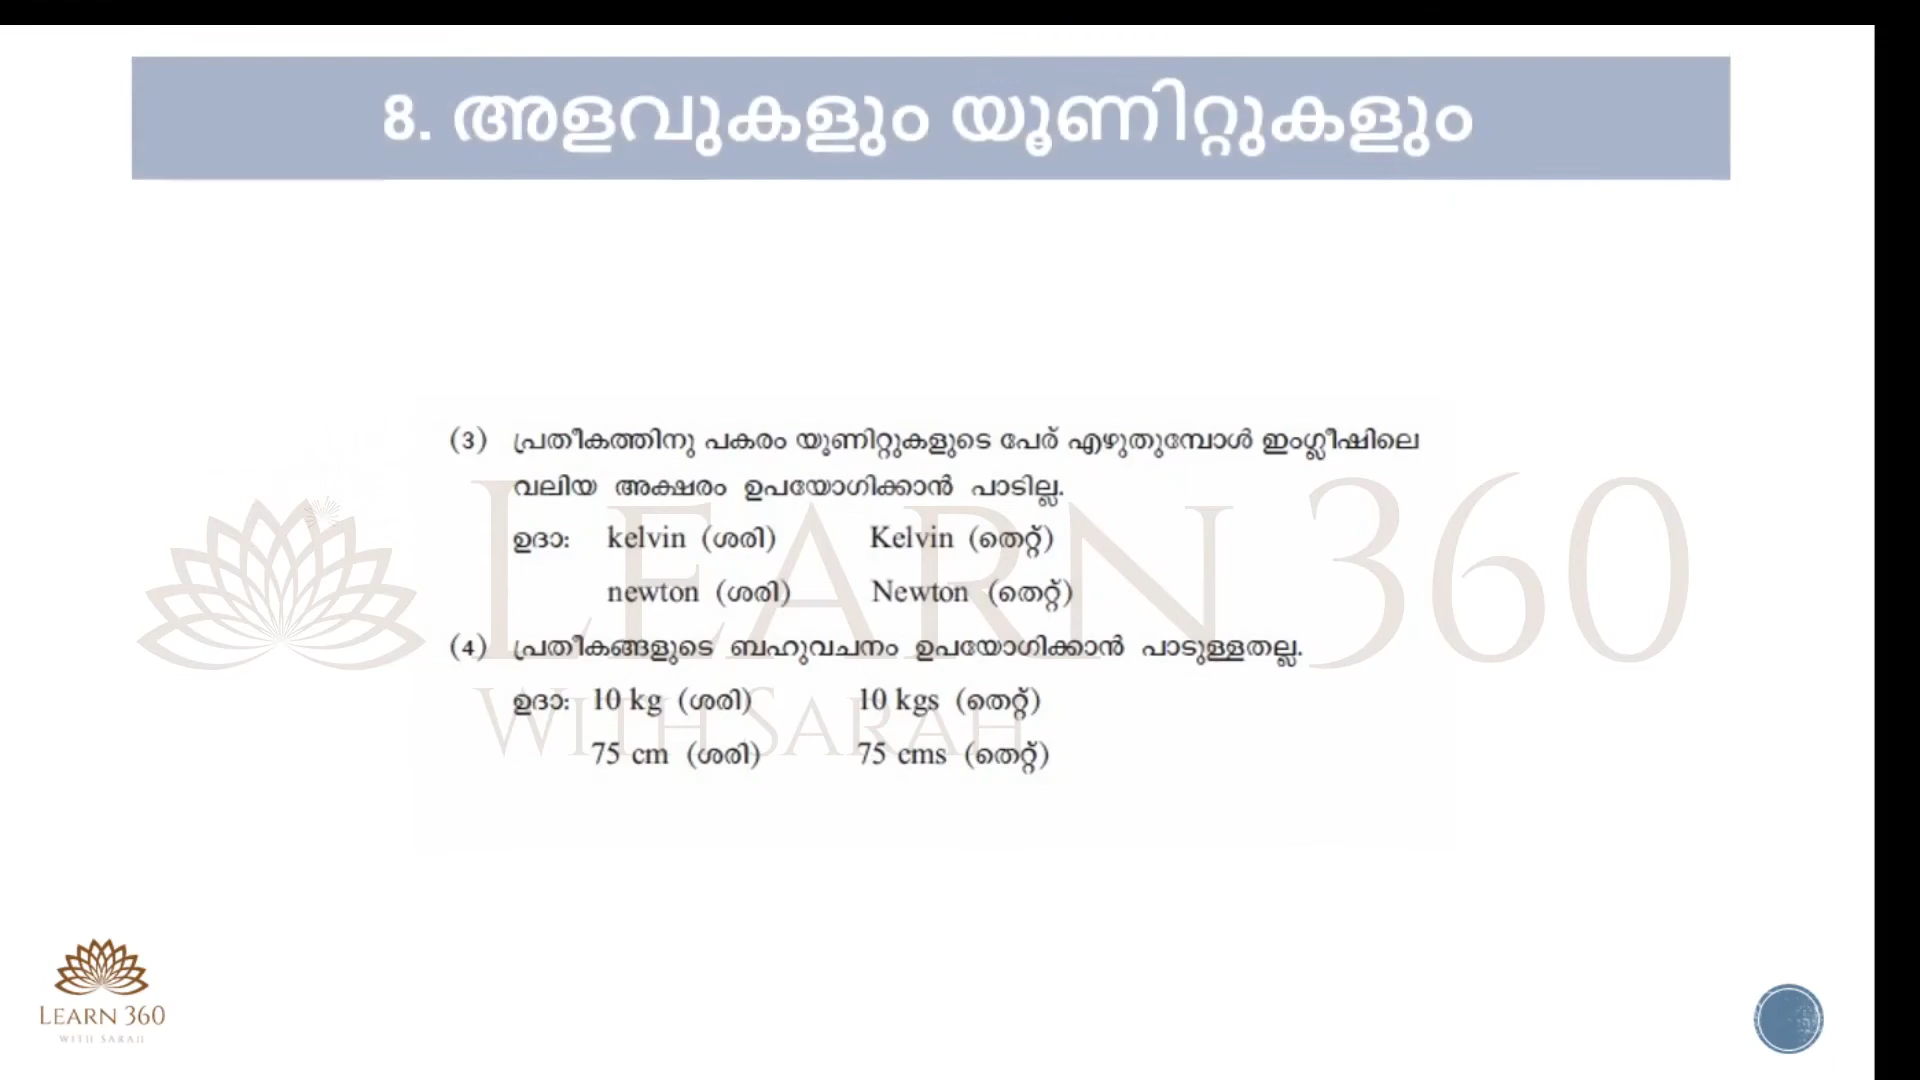 8. അളവുകളും യൂണിറ്റുകളും
(3) പ്രതീകത്തിനു പകരം യൂണിറ്റുകളുടെ പേര് എഴുതുമ്പോൾ ഇംഗ്ലീഷിലെ
വലിയ അക്ഷരം ഉപയോഗിക്കാൻ പാടില്ല.
ഉദാ: kelvin (ശരി) Kelvin (തെറ്റ്)
newton (ശരി) Newton (തെറ്റ്)
(4) പ്രതീകങ്ങളുടെ ബഹുവചനം ഉപയോഗിക്കാൻ പാടുള്ളതല്ല.
ഉദാ: 10 kg (ശരി) 10 kgs (തെറ്റ്)
75 cm (ശരി) 75 cms (തെറ്റ്)
LEARN 360
WITH SARAH
LEARN 360
WITH SARAH